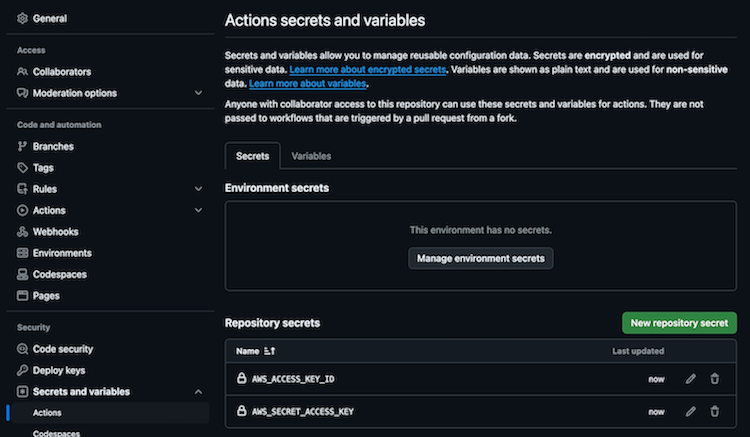 General
Access
Collaborators
Moderation options
Code and automation
Branches
Tags
Rules
Actions
Webhooks
Environments
Codespaces
Pages
Security
Code security
Deploy keys
Secrets and variables
Actions
Codespaces
Actions secrets and variables
Secrets and variables allow you to manage reusable configuration data. Secrets are encrypted and are used for
sensitive data. Learn more about encrypted secrets. Variables are shown as plain text and are used for non-sensitive
data. Learn more about variables.
Anyone with collaborator access to this repository can use these secrets and variables for actions. They are not
passed to workflows that are triggered by a pull request from a fork.
Secrets Variables
Environment secrets
This environment has no secrets.
Manage environment secrets
Repository secrets New repository secret
Name Last updated
AWS_ACCESS_KEY_ID now
AWS_SECRET_ACCESS_KEY now